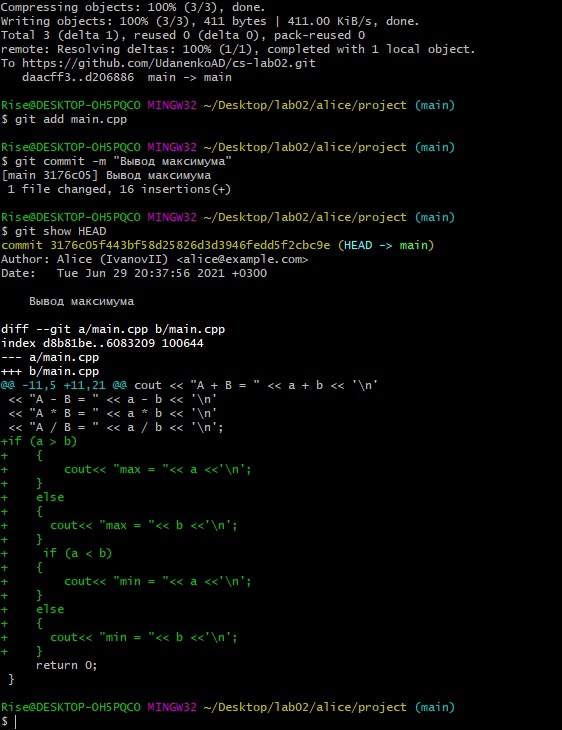 Compressing objects: 100% (3/3), done.
Writing objects: 100% (3/3), 411 bytes | 411.00 KiB/s, done.
Total 3 (delta 1), reused 0 (delta 0), pack-reused 0
remote: Resolving deltas: 100% (1/1), completed with 1 local object.
To https://github.com/UdanenkoAD/cs-lab02.git
   daacff3..d206886  main -> main

Rise@DESKTOP-OH5PQCO MINGW32 ~/Desktop/lab02/alice/project (main)
$ git add main.cpp

Rise@DESKTOP-OH5PQCO MINGW32 ~/Desktop/lab02/alice/project (main)
$ git commit -m "Вывод максимума"
[main 3176c05] Вывод максимума
 1 file changed, 16 insertions(+)

Rise@DESKTOP-OH5PQCO MINGW32 ~/Desktop/lab02/alice/project (main)
$ git show HEAD
commit 3176c05f443bf58d25826d3d3946fedd5f2cbc9e (HEAD -> main)
Author: Alice (IvanovII) <alice@example.com>
Date:   Tue Jun 29 20:37:56 2021 +0300

    Вывод максимума

diff --git a/main.cpp b/main.cpp
index d8b81be..6083209 100644
--- a/main.cpp
+++ b/main.cpp
@@ -11,5 +11,21 @@ cout << "A + B = " << a + b << '\n'
 << "A - B = " << a - b << '\n'
 << "A * B = " << a * b << '\n'
 << "A / B = " << a / b << '\n';
+if (a > b)
+    {
+        cout<< "max = "<< a <<'\n';
+    }
+    else
+    {
+      cout<< "max = "<< b <<'\n';
+    }
+     if (a < b)
+    {
+        cout<< "min = "<< a <<'\n';
+    }
+    else
+    {
+      cout<< "min = "<< b <<'\n';
+    }
     return 0;
 }

Rise@DESKTOP-OH5PQCO MINGW32 ~/Desktop/lab02/alice/project (main)
$